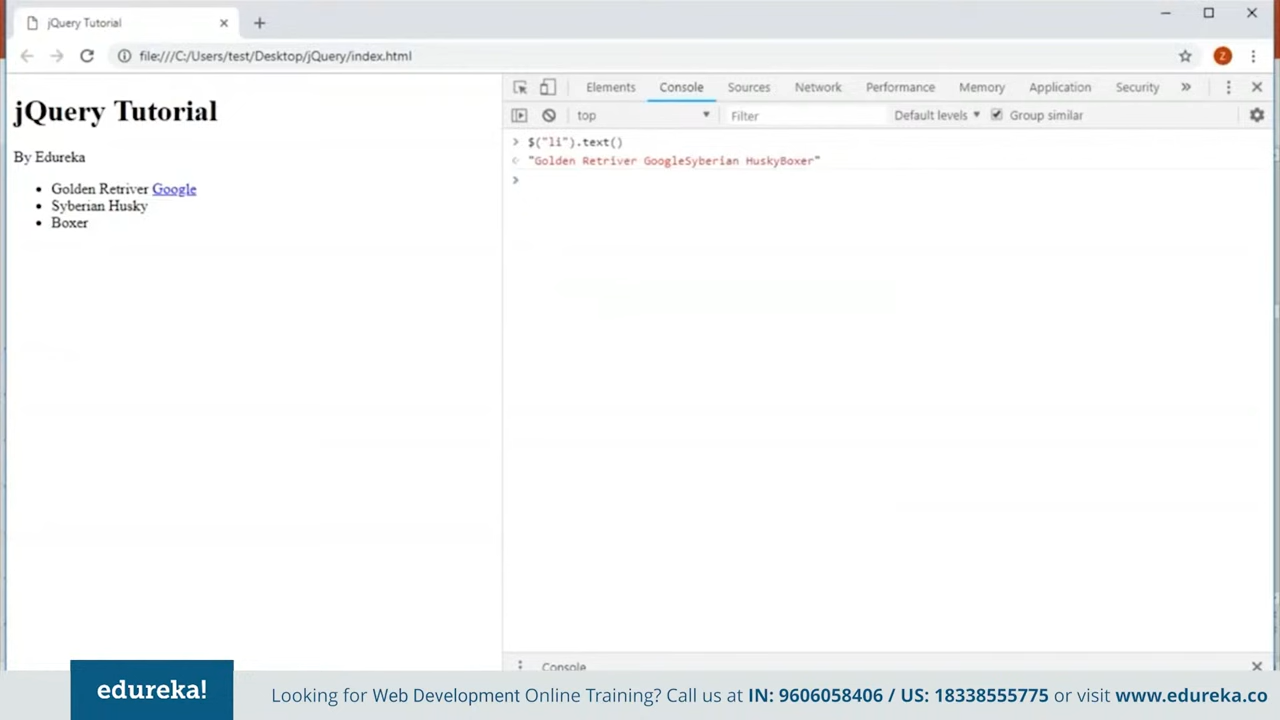 jQuery Tutorial
file:///C:/Users/test/Desktop/jQuery/index.html
Z
jQuery Tutorial
By Edureka
Golden Retriver Google
Syberian Husky
Boxer
Elements Console Sources Network Performance Memory Application Security »
top Filter Default levels Group similar
> $("li").text()
"Golden Retriver GoogleSyberian HuskyBoxer"
>
Console
edureka!
Looking for Web Development Online Training? Call us at IN: 9606058406 / US: 18338555775 or visit www.edureka.co